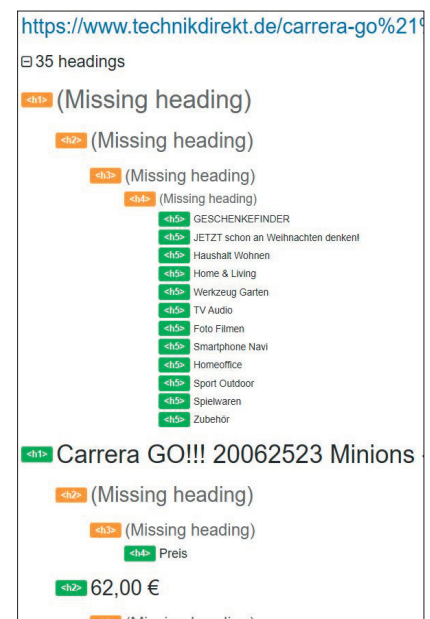 https://www.technikdirekt.de/carrera-go%21
35 headings
<h1> (Missing heading)
<h2> (Missing heading)
<h3> (Missing heading)
<h4> (Missing heading)
<h5> GESCHENKEFINDER
<h5> JETZT schon an Weihnachten denken!
<h5> Haushalt Wohnen
<h5> Home & Living
<h5> Werkzeug Garten
<h5> TV Audio
<h5> Foto Filmen
<h5> Smartphone Navi
<h5> Homeoffice
<h5> Sport Outdoor
<h5> Spielwaren
<h5> Zubehör
<h1> Carrera GO!!! 20062523 Minions
<h2> (Missing heading)
<h3> (Missing heading)
<h4> Preis
<h2> 62,00 €